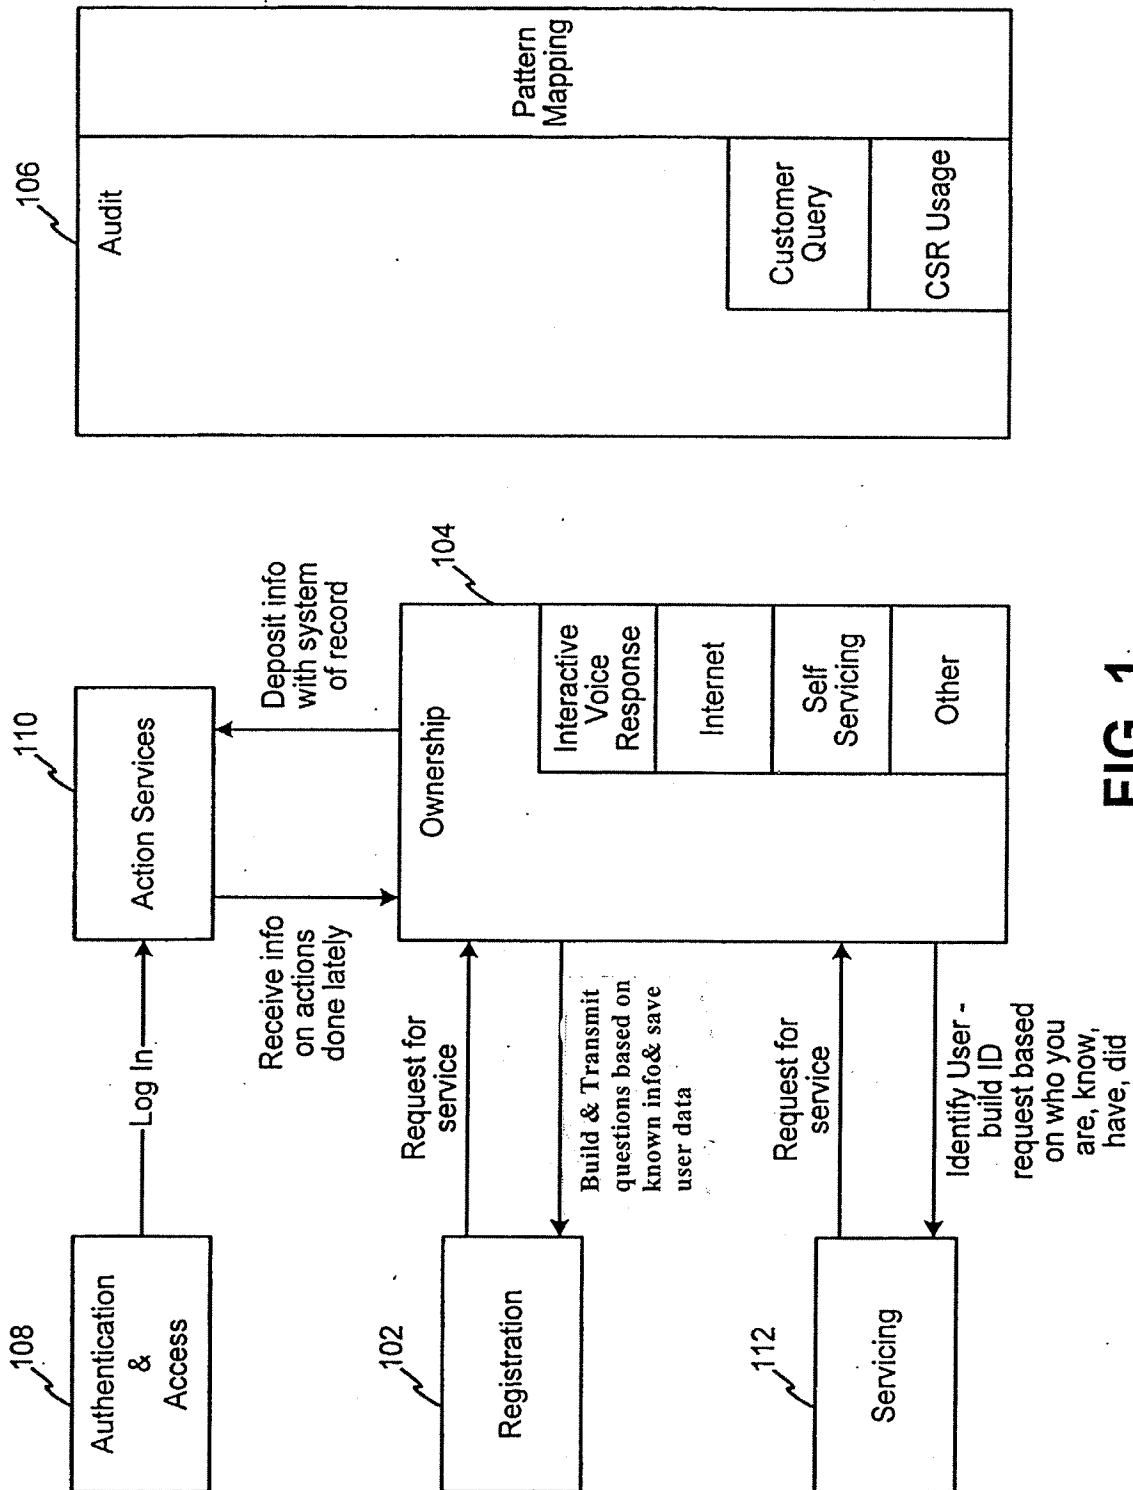 108
Authentication
&
Access
Log In
110
Action Services
106
Audit
Pattern
Mapping
Customer
Query
CSR Usage
Receive info
on actions
done lately
Deposit info
with system
of record
102
Registration
Request for
service
Build & Transmit
questions based on
known info& save
user data
104
Ownership
Interactive
Voice
Response
Internet
Self
Servicing
Other
112
Servicing
Request for
service
Identify User -
build ID
request based
on who you
are, know,
have, did
FIG. 1